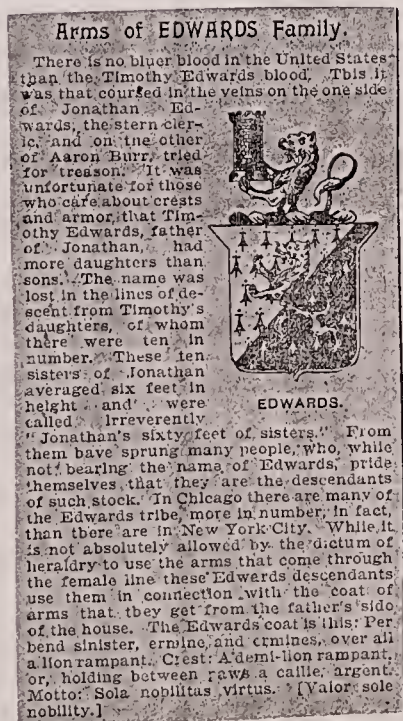 Arms of EDWARDS Family.
There is no bluer blood in the United States
than the Timothy Edwards blood. This it
was that coursed in the veins on the one side
of Jonathan Ed-
wards, the stern cler-
ic, and on the other
of Aaron Burr, tried
for treason. It was
unfortunate for those
who care about crests
and armor, that Tim-
othy Edwards, father
of Jonathan, had
more daughters than
sons. The name was
lost in the lines of de-
scent from Timothy's
daughters, of whom
there were ten in
number. These ten
sisters of Jonathan
averaged six feet in
height and were
called irreverently
"Jonathan's sixty feet of sisters." From
them have sprung many people, who, while
not bearing the name of Edwards, pride
themselves that they are the descendants
of such stock. In Chicago there are many of
the Edwards tribe, more in number, in fact,
than there are in New York City. While it
is not absolutely allowed by the dictum of
heraldry to use the arms that come through
the female line these Edwards descendants
use them in connection with the coat of
arms that they get from the father's side
of the house. The Edwards coat is this: Per
bend sinister, ermine, and ermines, over all
a lion rampant. Crest: A demi-lion rampant,
or, holding between paws a castle, argent.
Motto: Sola nobilitas virtus. [Valor sole
nobility.]
EDWARDS.